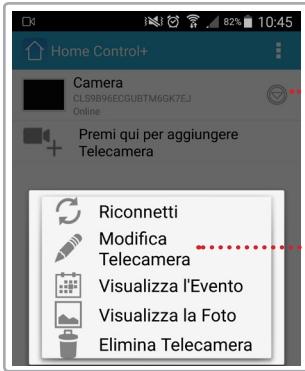 82% 10:45
Home Control+
Camera
CLS9B96ECGUBTM6GK7EJ
Online
Premi qui per aggiungere
Telecamera
Riconnetti
Modifica
Telecamera
Visualizza l'Evento
Visualizza la Foto
Elimina Telecamera